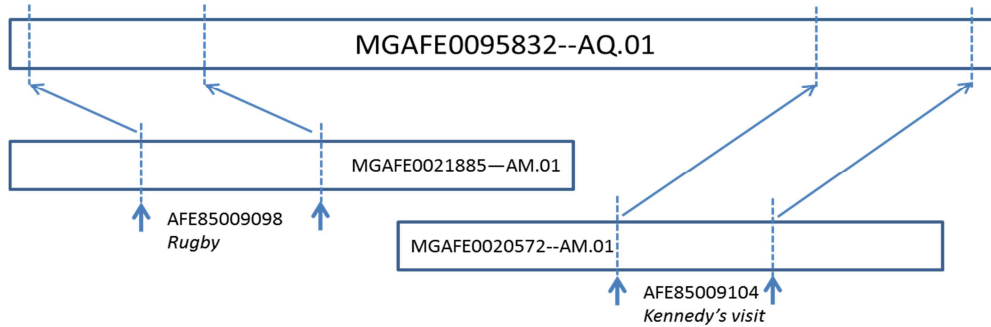 MGAFE0095832--AQ.01
MGAFE0021885—AM.01
AFE85009098
Rugby
MGAFE0020572--AM.01
AFE85009104
Kennedy’s visit